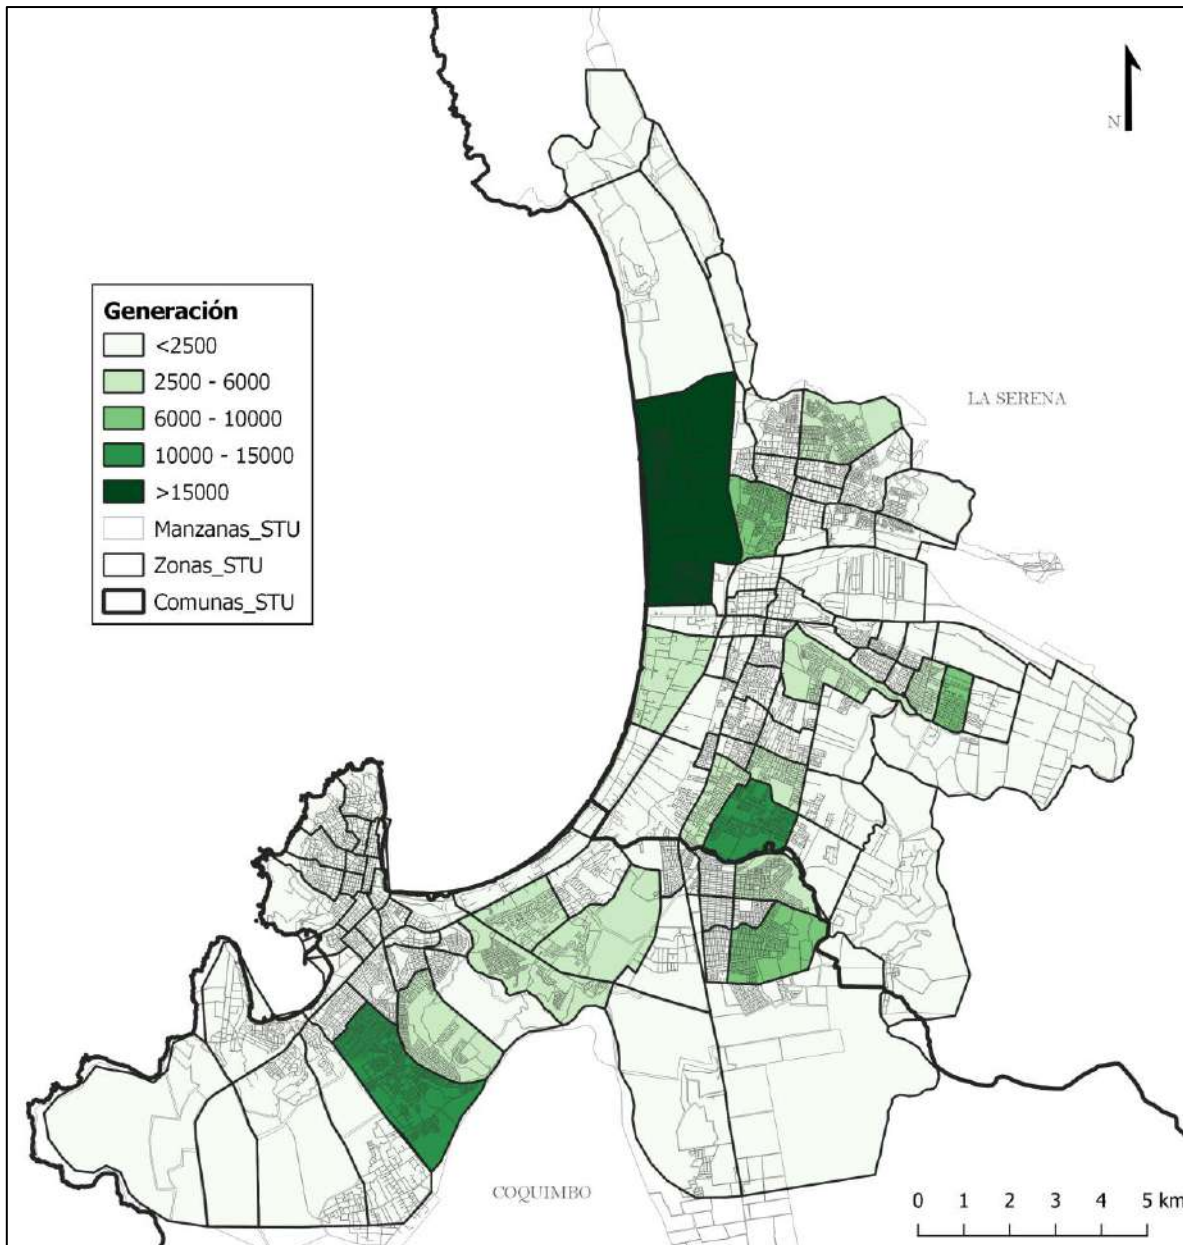 N
LA SERENA
Generación
<2500
2500 - 6000
6000 - 10000
10000 - 15000
>15000
Manzanas_STU
Zonas_STU
Comunas_STU
COQUIMBO
0 1 2 3 4 5 km